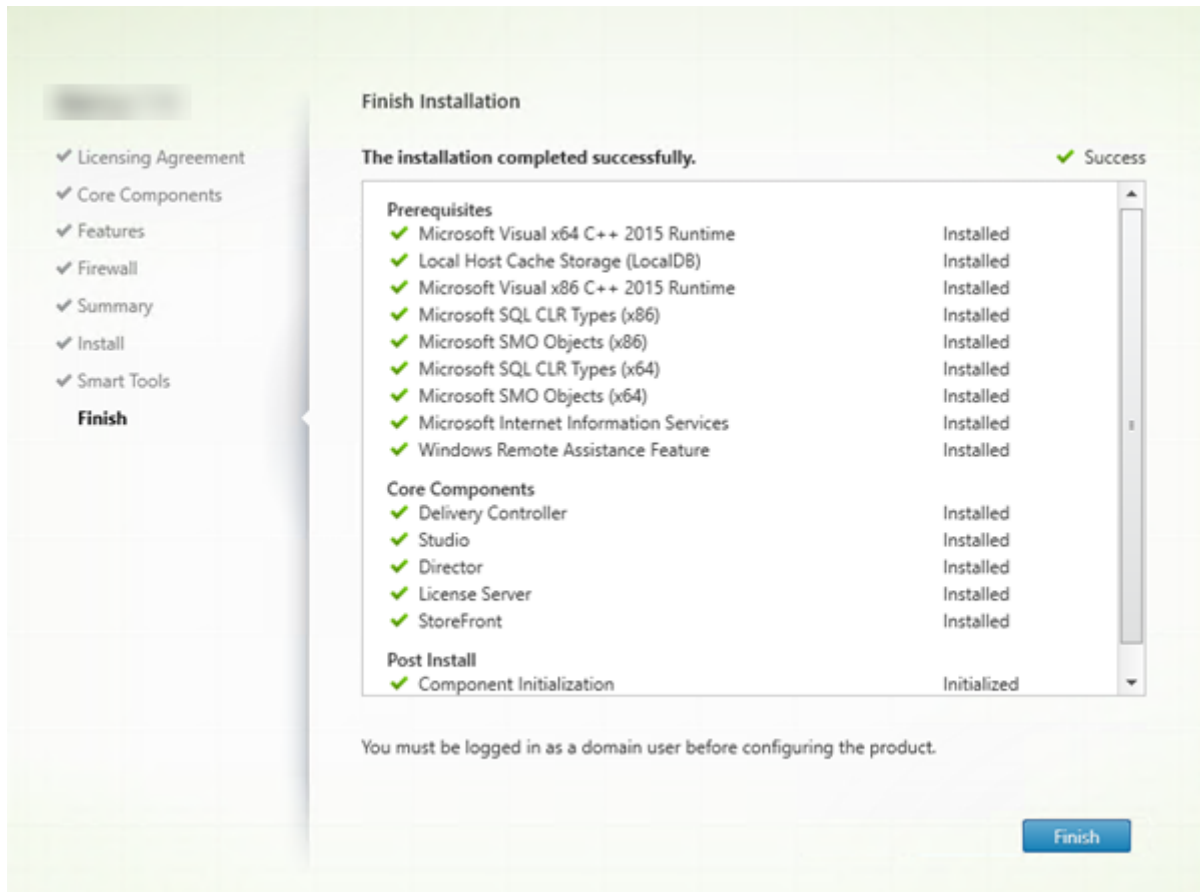 Finish Installation
Licensing Agreement
Core Components
Features
Firewall
Summary
Install
Smart Tools
Finish
The installation completed successfully.
Success
Prerequisites
Microsoft Visual x64 C++ 2015 Runtime Installed
Local Host Cache Storage (LocalDB) Installed
Microsoft Visual x86 C++ 2015 Runtime Installed
Microsoft SQL CLR Types (x86) Installed
Microsoft SMO Objects (x86) Installed
Microsoft SQL CLR Types (x64) Installed
Microsoft SMO Objects (x64) Installed
Microsoft Internet Information Services Installed
Windows Remote Assistance Feature Installed
Core Components
Delivery Controller Installed
Studio Installed
Director Installed
License Server Installed
StoreFront Installed
Post Install
Component Initialization Initialized
You must be logged in as a domain user before configuring the product.
Finish